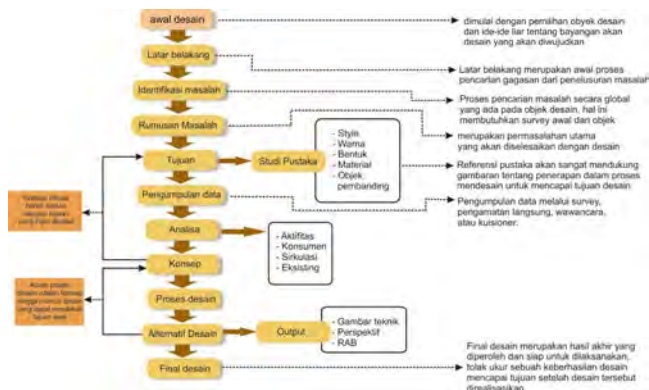 awal desain
dimulai dengan pemilihan obyek desain
dan ide-ide liar tentang bayangan akan
desain yang akan diwujudkan
Latar belakang
Latar belakang merupakan awal proses
pencarian gagasan dari penelusuran masalah
Identifikasi masalah
Proses pencarian masalah secara global
yang ada pada objek desain, hal ini
membutuhkan survey awal dari objek
Rumusan Masalah
merupakan permasalahan utama
yang akan diselesaikan dengan desain
Tujuan
Studi Pustaka
- Style
- Warna
- Bentuk
- Material
- Objek
pembanding
Referensi pustaka akan sangat mendukung
gambaran tentang penerapan dalam proses
mendesain untuk mencapai tujuan desain
Pengumpulan data
Pengumpulan data melalui survey,
pengamatan langsung, wawancara,
atau kuisioner.
Analisa
- Aktifitas
- Konsumen
- Sirkulasi
- Eksisting
Konsep
Proses desain
Alternatif Desain
Output
- Gambar teknik
- Perspektif
- RAB
Final desain
Final desain merupakan hasil akhir yang
diperoleh dan siap untuk dilaksanakan,
tolak ukur sebuah keberhasilan desain
mencapai tujuan setelah desain tersebut
direalisasikan